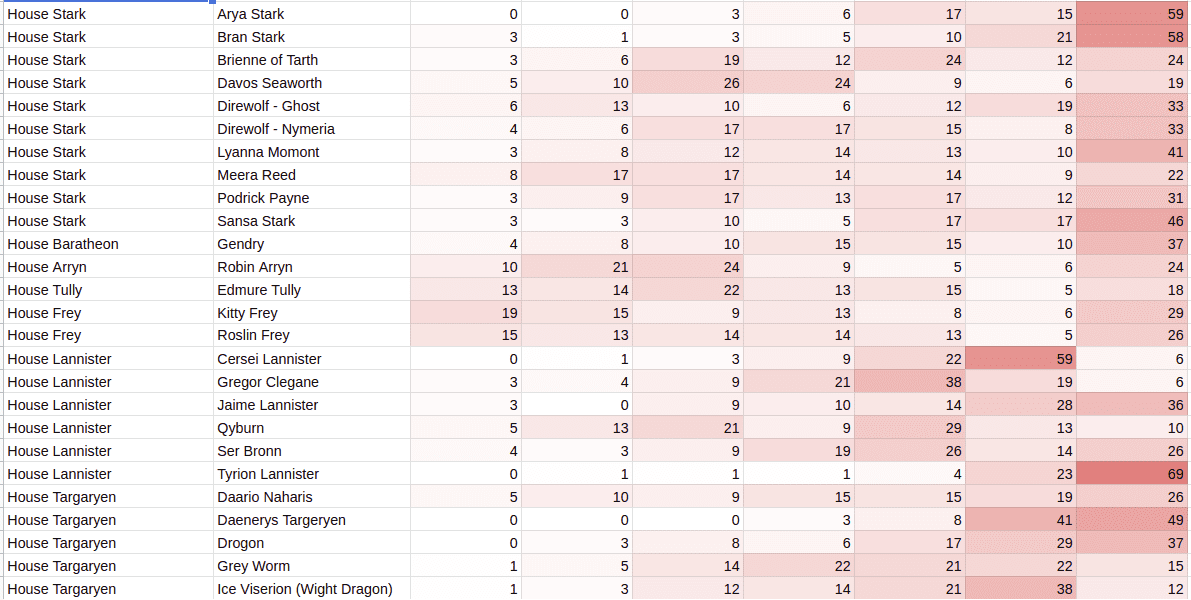 House Stark Arya Stark 0 0 3 6 17 15 59
House Stark Bran Stark 3 1 3 5 10 21 58
House Stark Brienne of Tarth 3 6 19 12 24 12 24
House Stark Davos Seaworth 5 10 26 24 9 6 19
House Stark Direwolf - Ghost 6 13 10 6 12 19 33
House Stark Direwolf - Nymeria 4 6 17 17 15 8 33
House Stark Lyanna Momont 3 8 12 14 13 10 41
House Stark Meera Reed 8 17 17 14 14 9 22
House Stark Podrick Payne 3 9 17 13 17 12 31
House Stark Sansa Stark 3 3 10 5 17 17 46
House Baratheon Gendry 4 8 10 15 15 10 37
House Arryn Robin Arryn 10 21 24 9 5 6 24
House Tully Edmure Tully 13 14 22 13 15 5 18
House Frey Kitty Frey 19 15 9 13 8 6 29
House Frey Roslin Frey 15 13 14 14 13 5 26
House Lannister Cersei Lannister 0 1 3 9 22 59 6
House Lannister Gregor Clegane 3 4 9 21 38 19 6
House Lannister Jaime Lannister 3 0 9 10 14 28 36
House Lannister Qyburn 5 13 21 9 29 13 10
House Lannister Ser Bronn 4 3 9 19 26 14 26
House Lannister Tyrion Lannister 0 1 1 1 4 23 69
House Targaryen Daario Naharis 5 10 9 15 15 19 26
House Targaryen Daenerys Targeryen 0 0 0 3 8 41 49
House Targaryen Drogon 0 3 8 6 17 29 37
House Targaryen Grey Worm 1 5 14 22 21 22 15
House Targaryen Ice Viserion (Wight Dragon) 1 3 12 14 21 38 12